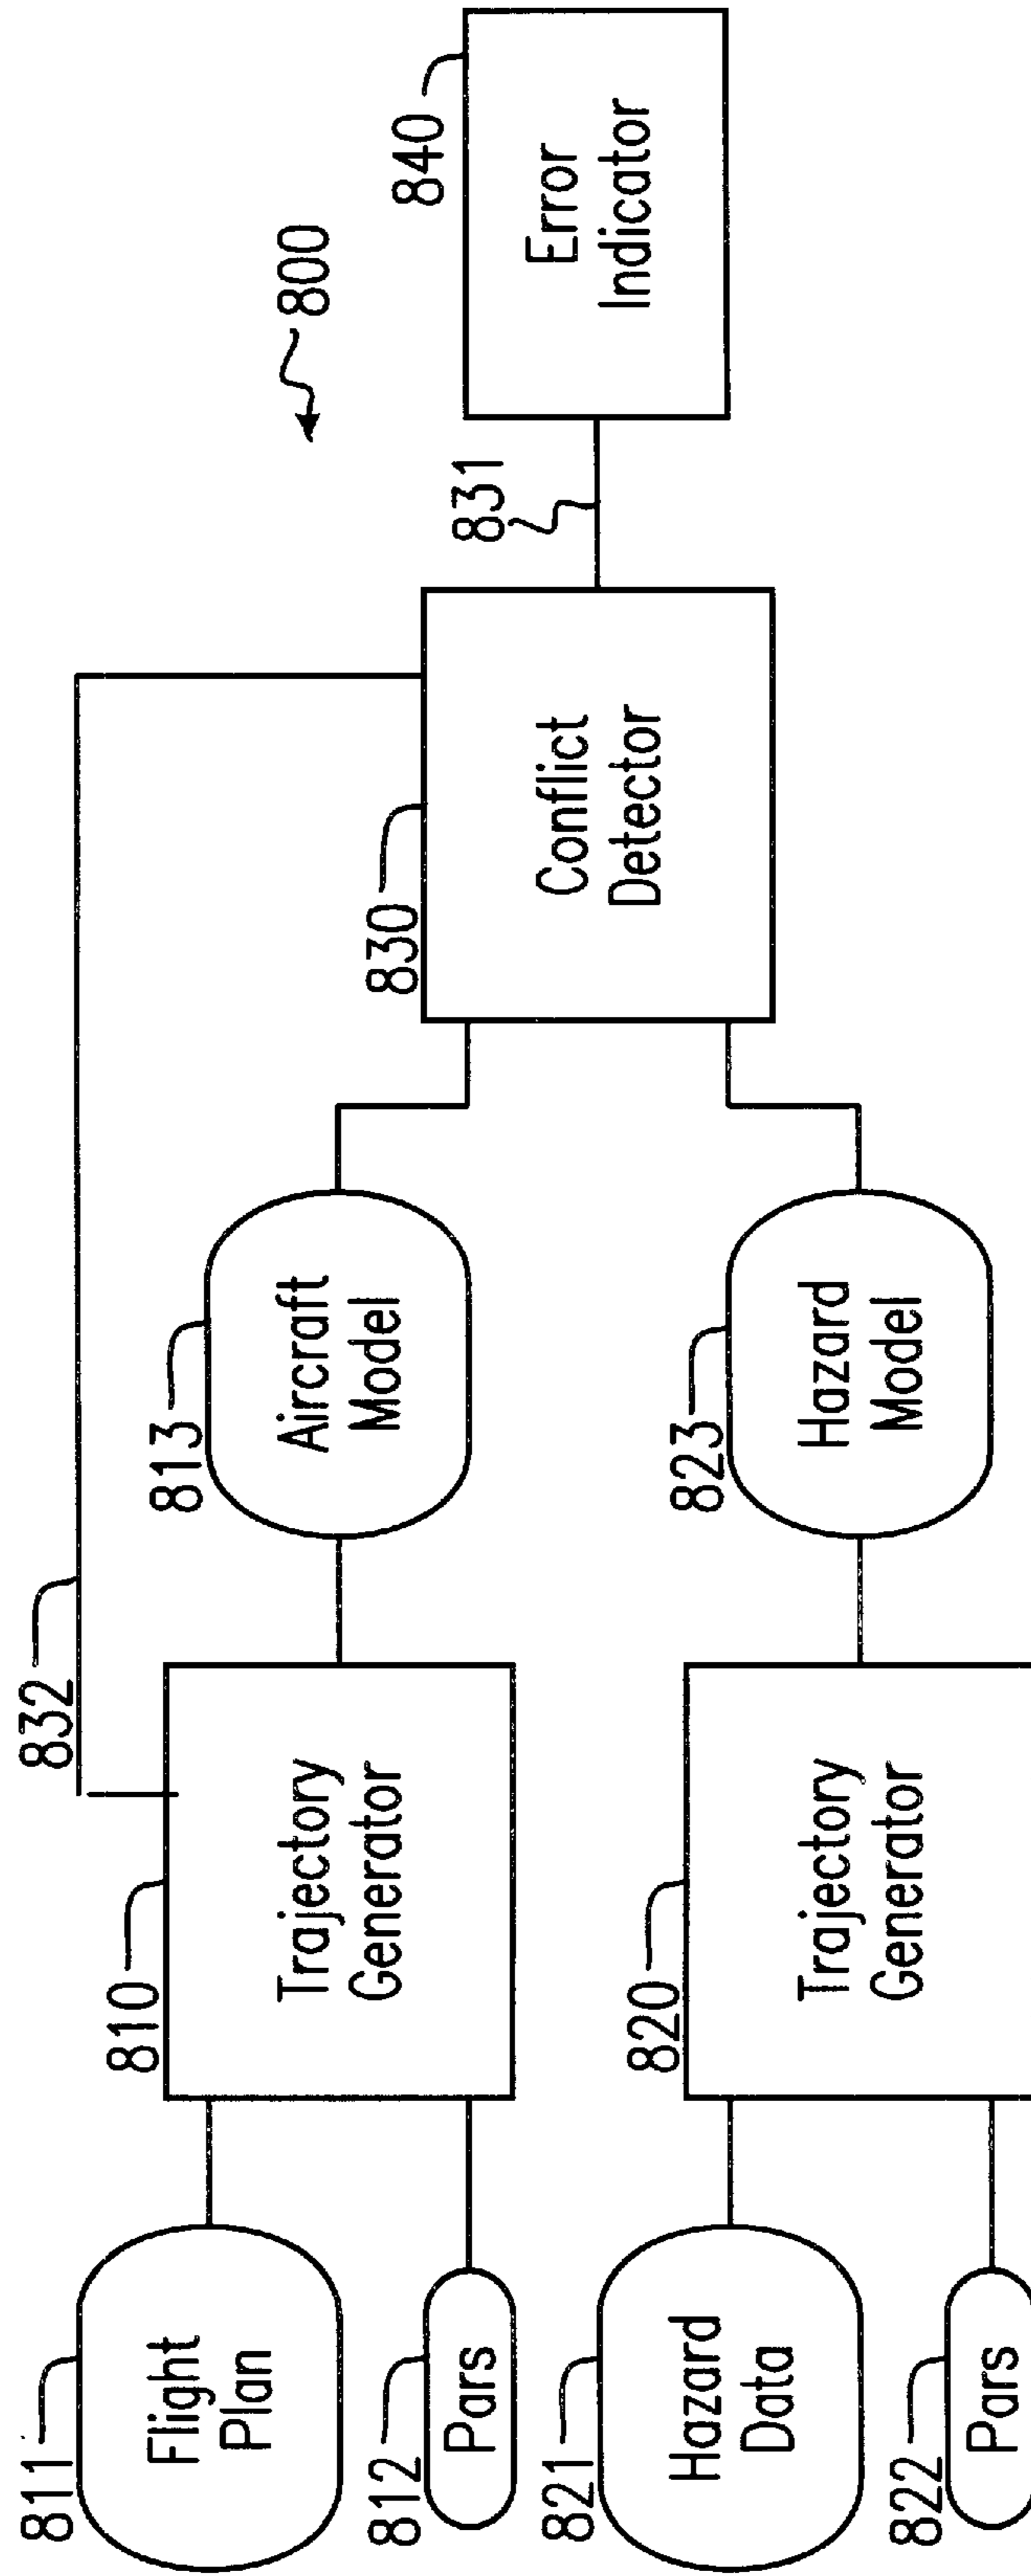 800
811
Flight
Plan
812
Pars
810
Trajectory
Generator
832
813
Aircraft
Model
821
Hazard
Data
822
Pars
820
Trajectory
Generator
823
Hazard
Model
830
Conflict
Detector
831
840
Error
Indicator